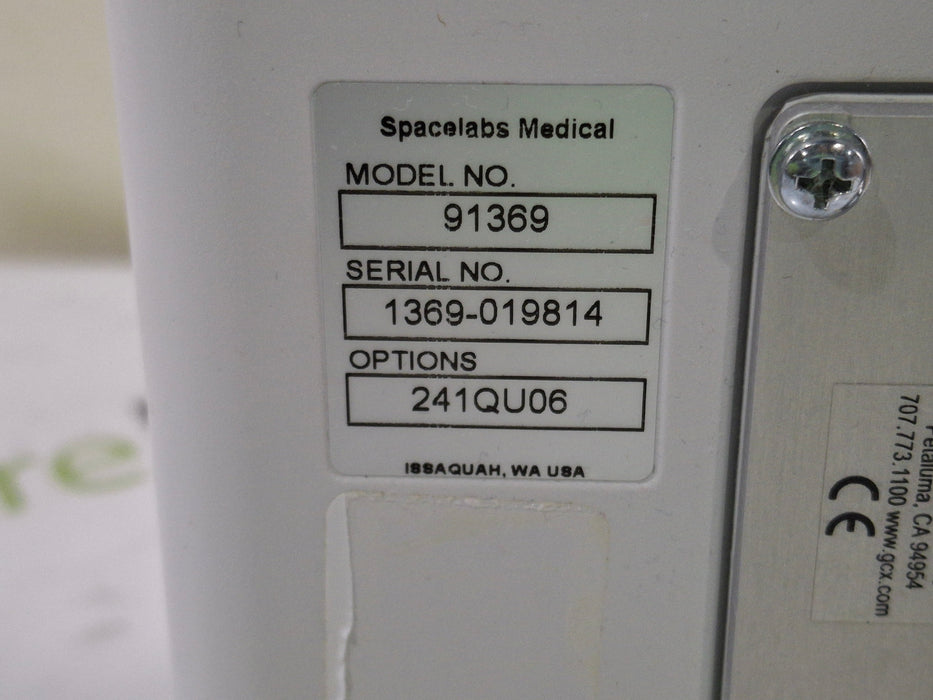 Spacelabs Medical
MODEL NO.
91369
SERIAL NO.
1369-019814
OPTIONS
241QU06
ISSAQUAH, WA USA
Petaluma, CA 94954
707.773.1100 www.gcx.com
CE
re